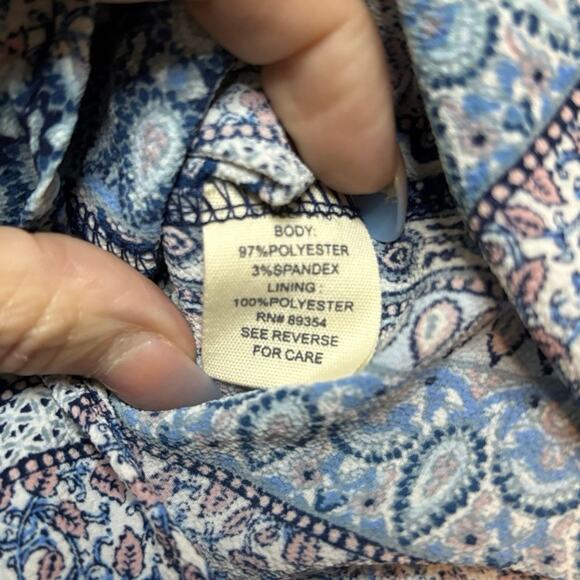 BODY:
97%POLYESTER
3%SPANDEX
LINING :
100%POLYESTER
RN# 89354
SEE REVERSE
FOR CARE